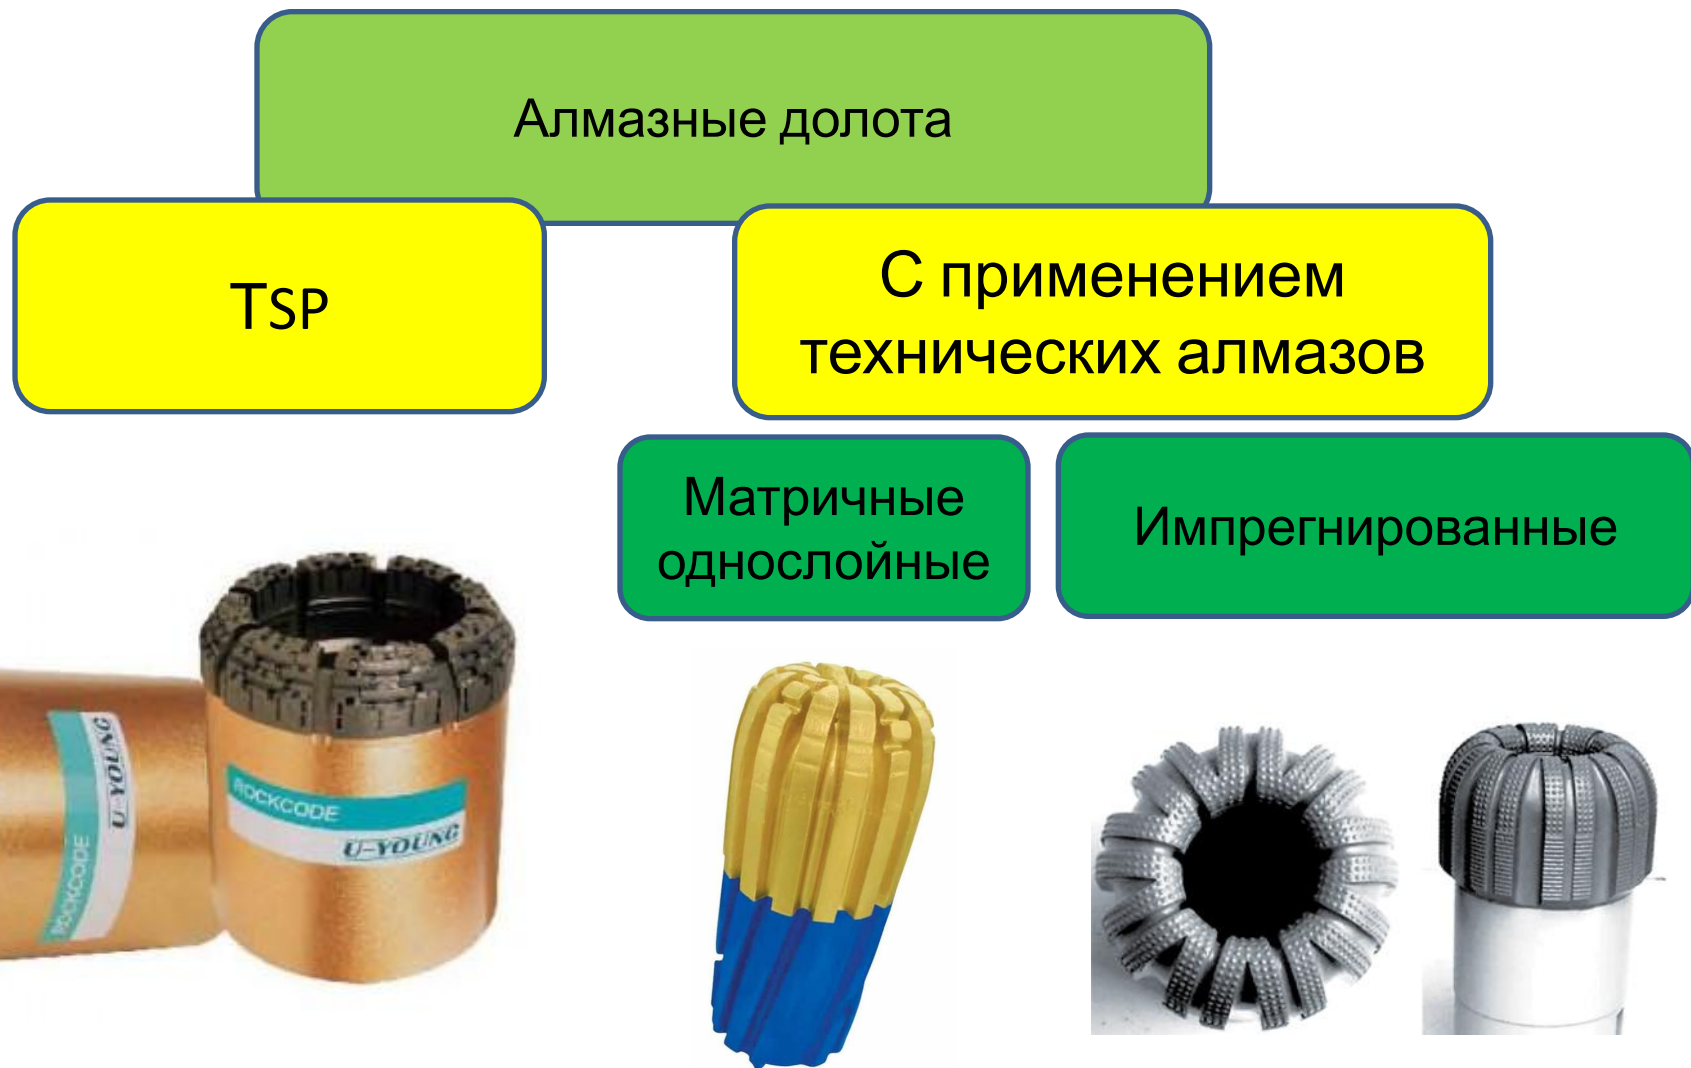 Алмазные долота
TSP
С применением
технических алмазов
Матричные
однослойные
Импрегнированные
ROCKCODE
U-YOUNG
ROCKCODE
U-YOUNG